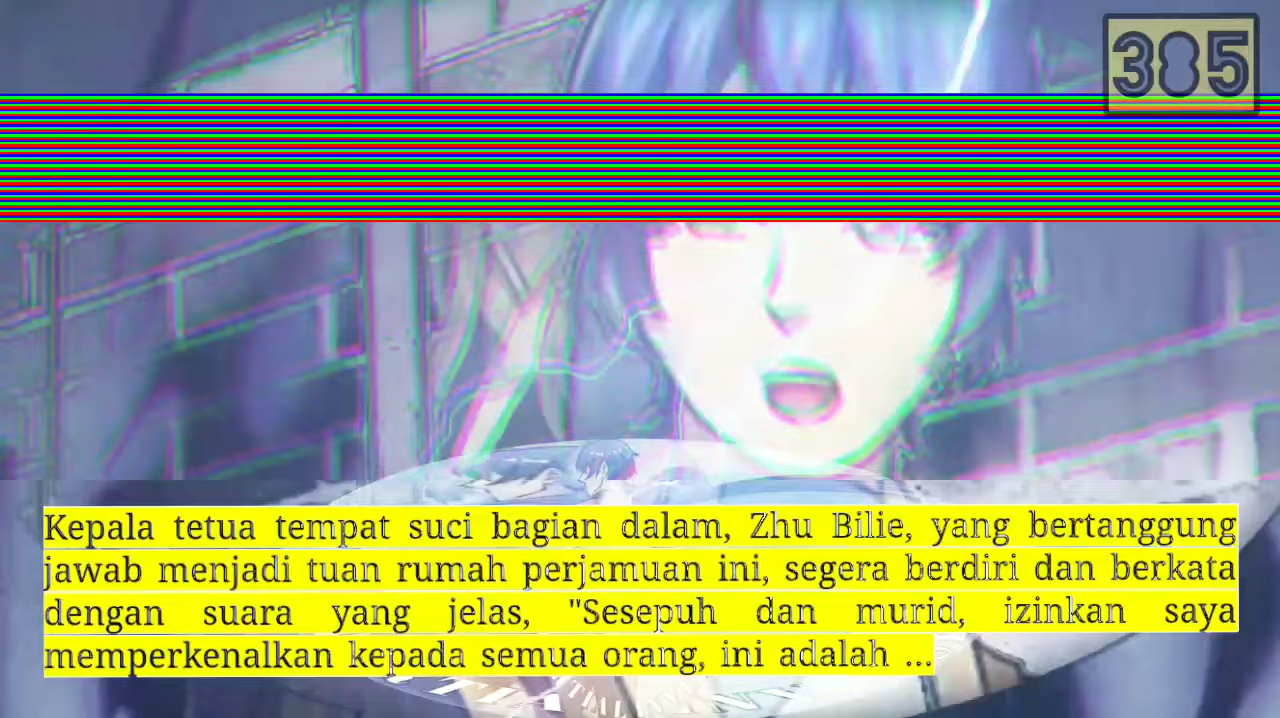 385
Kepala tetua tempat suci bagian dalam, Zhu Bilie, yang bertanggung
jawab menjadi tuan rumah perjamuan ini, segera berdiri dan berkata
dengan suara yang jelas, "Sesepuh dan murid, izinkan saya
memperkenalkan kepada semua orang, ini adalah ...